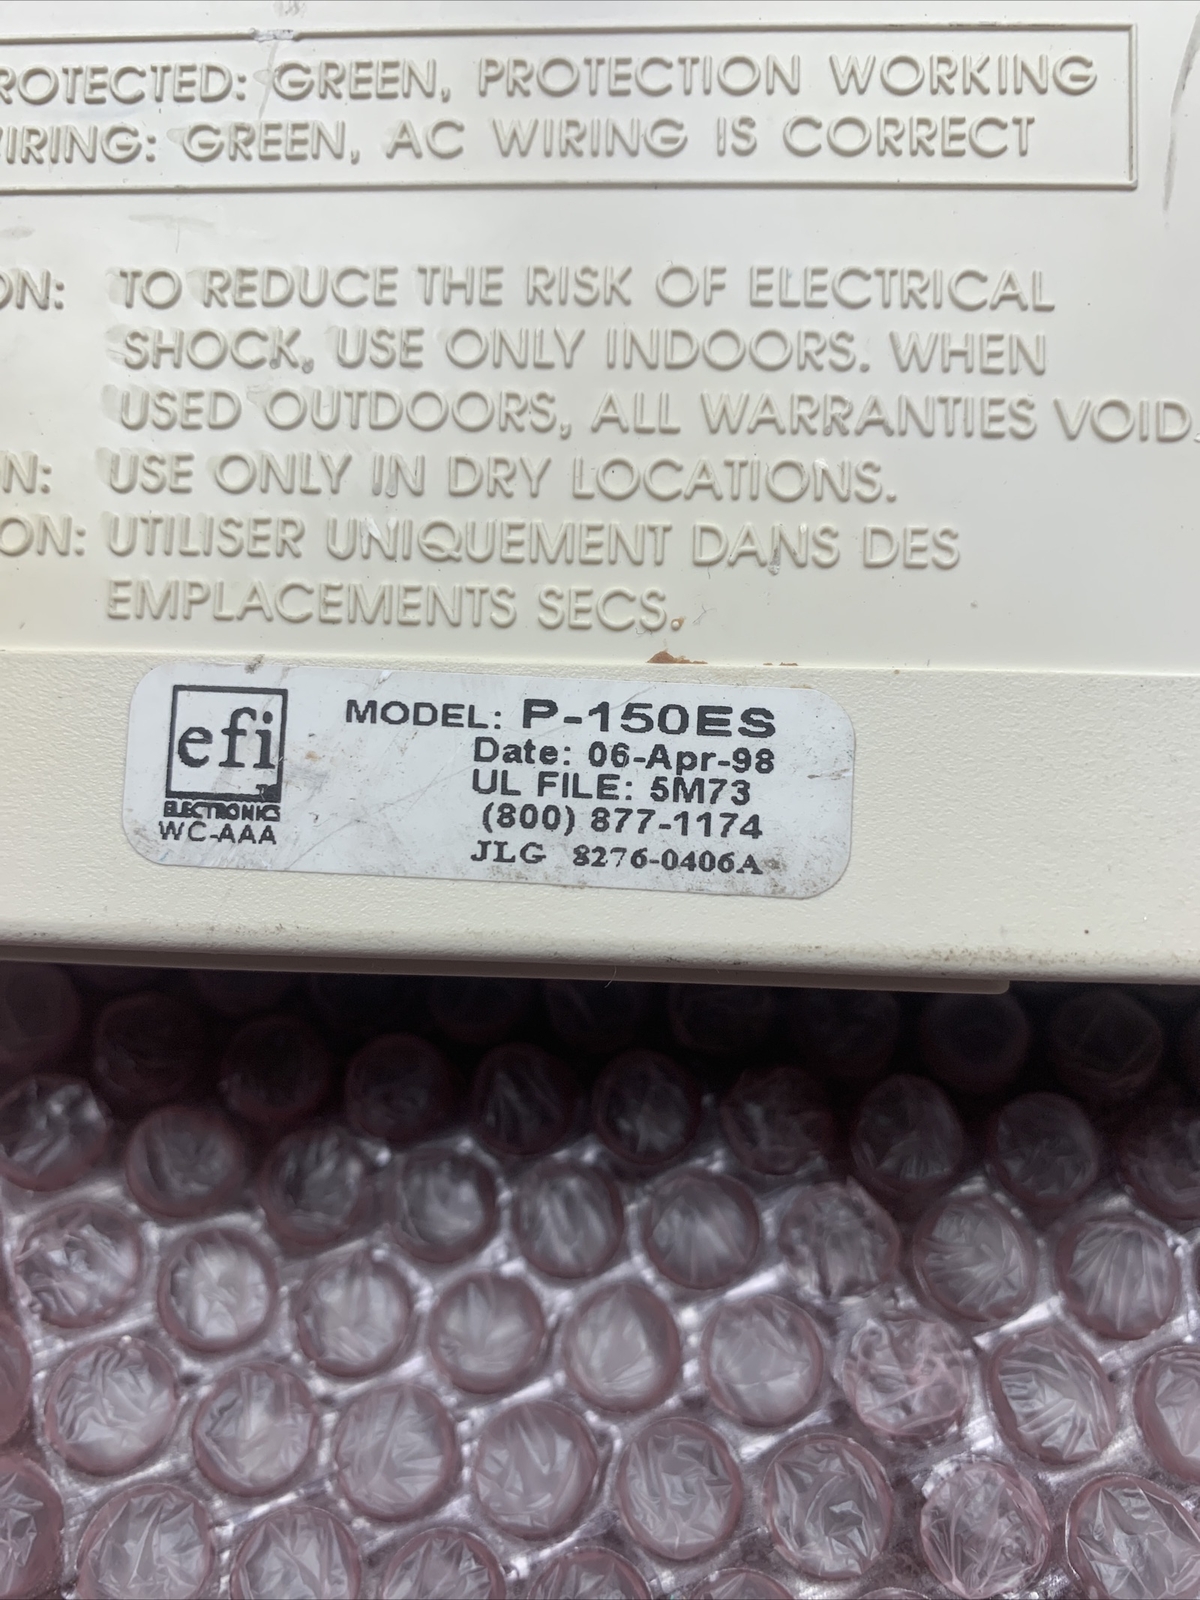 ROTECTED: GREEN, PROTECTION WORKING
IRING: GREEN, AC WIRING IS CORRECT
ON: TO REDUCE THE RISK OF ELECTRICAL
SHOCK, USE ONLY INDOORS. WHEN
USED OUTDOORS, ALL WARRANTIES VOID.
N: USE ONLY IN DRY LOCATIONS.
ON: UTILISER UNIQUEMENT DANS DES
EMPLACEMENTS SECS.
efi
TM
ELECTRONICS
WC-AAA
MODEL: P-150ES
Date: 06-Apr-98
UL FILE: 5M73
(800) 877-1174
JLG 8276-0406A